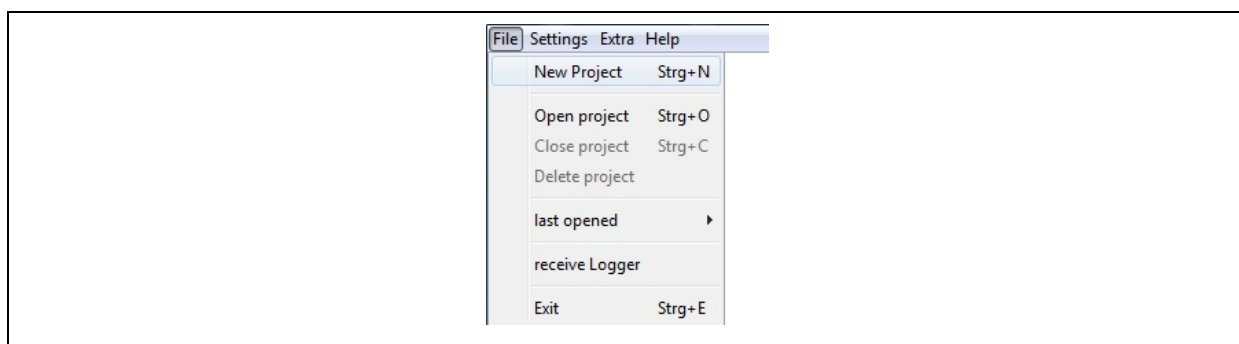 File Settings Extra Help
New Project Strg+N
Open project Strg+O
Close project Strg+C
Delete project
last opened
receive Logger
Exit Strg+E